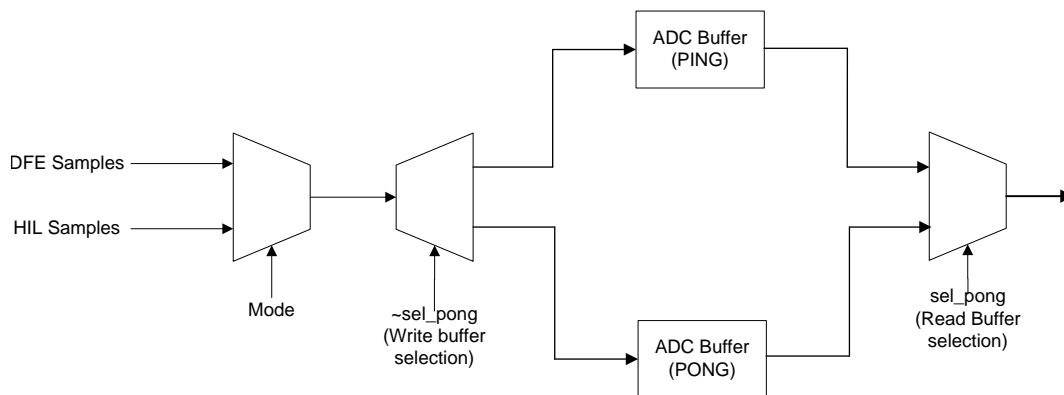 ADC Buffer
(PING)
DFE Samples
HIL Samples
Mode
~sel_pong
(Write buffer
selection)
ADC Buffer
(PONG)
sel_pong
(Read Buffer
selection)